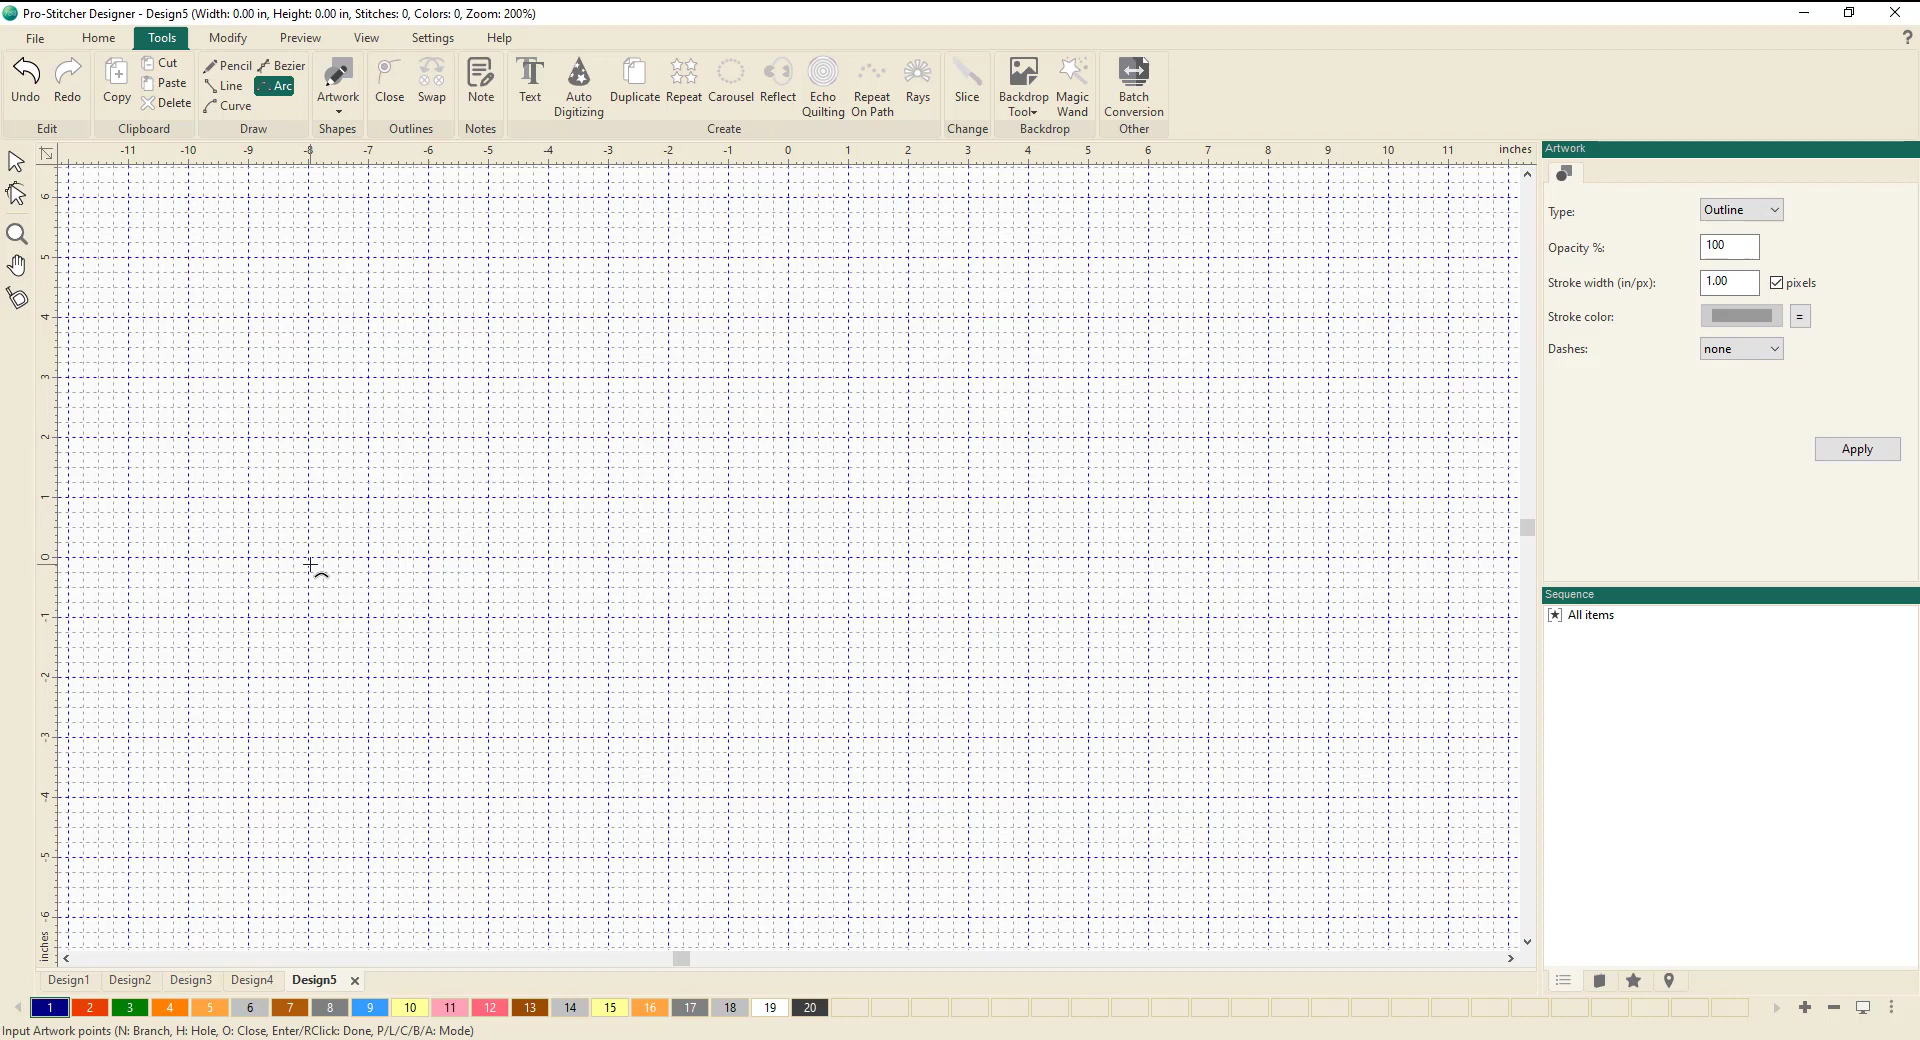 Pro-Stitcher Designer - Design5 (Width: 0.00 in, Height: 0.00 in, Stitches: 0, Colors: 0, Zoom: 200%)
File Home Tools Modify Preview View Settings Help ?
Undo Redo Copy Cut Paste Delete Pencil Bezier Line Arc Curve Artwork Close Swap Note Text Auto Digitizing Duplicate Repeat Carousel Reflect Echo Quilting Repeat On Path Rays Slice Backdrop Tool Magic Wand Batch Conversion
Edit Clipboard Draw Shapes Outlines Notes Create Change Backdrop Other
-11 -10 -9 -8 -7 -6 -5 -4 -3 -2 -1 0 1 2 3 4 5 6 7 8 9 10 11 inches
6
5
4
3
2
1
0
-1
-2
-3
-4
-5
-6
inches
Artwork
Type: Outline
Opacity %: 100
Stroke width (in/px): 1.00 pixels
Stroke color: =
Dashes: none
Apply
Sequence
All items
Design1 Design2 Design3 Design4 Design5
1 2 3 4 5 6 7 8 9 10 11 12 13 14 15 16 17 18 19 20
Input Artwork points (N: Branch, H: Hole, O: Close, Enter/RClick: Done, P/L/C/B/A: Mode)